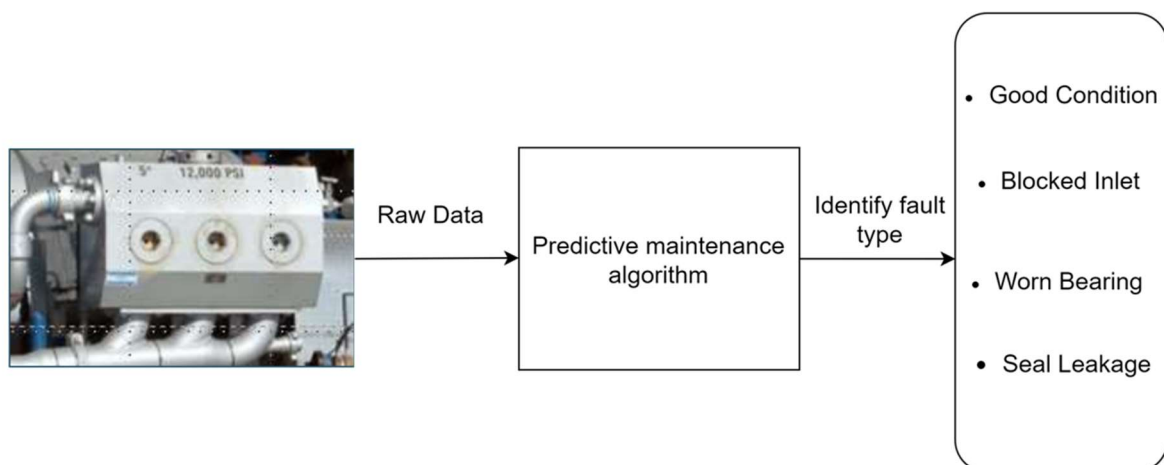 5" 12,000 PSI
Raw Data
Predictive maintenance
algorithm
Identify fault
type
• Good Condition
• Blocked Inlet
• Worn Bearing
• Seal Leakage